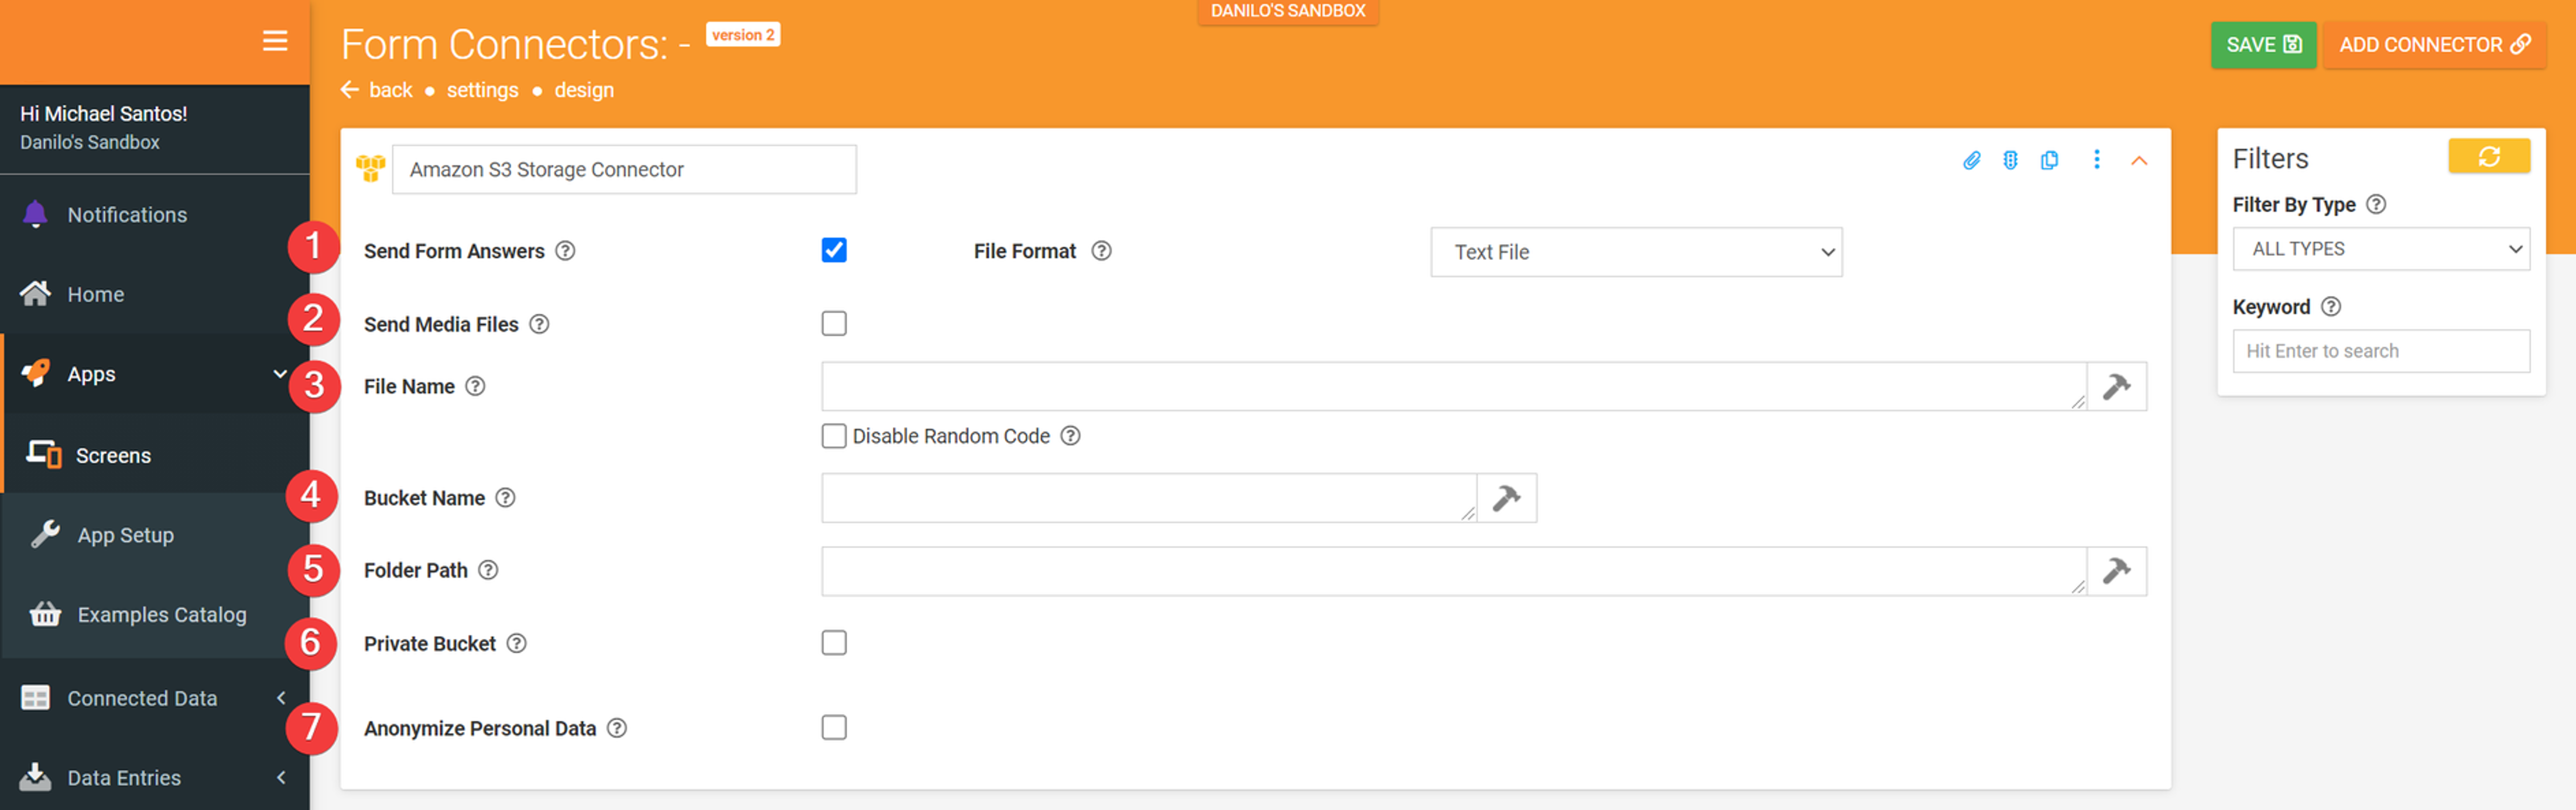 DANILO'S SANDBOX
Form Connectors: - version 2
SAVE ADD CONNECTOR
back • settings • design
Hi Michael Santos!
Danilo's Sandbox
Notifications
Home
Apps
Screens
App Setup
Examples Catalog
Connected Data
Data Entries
Amazon S3 Storage Connector
1 Send Form Answers ? File Format ? Text File
2 Send Media Files ?
3 File Name ?
Disable Random Code ?
4 Bucket Name ?
5 Folder Path ?
6 Private Bucket ?
7 Anonymize Personal Data ?
Filters
Filter By Type ?
ALL TYPES
Keyword ?
Hit Enter to search